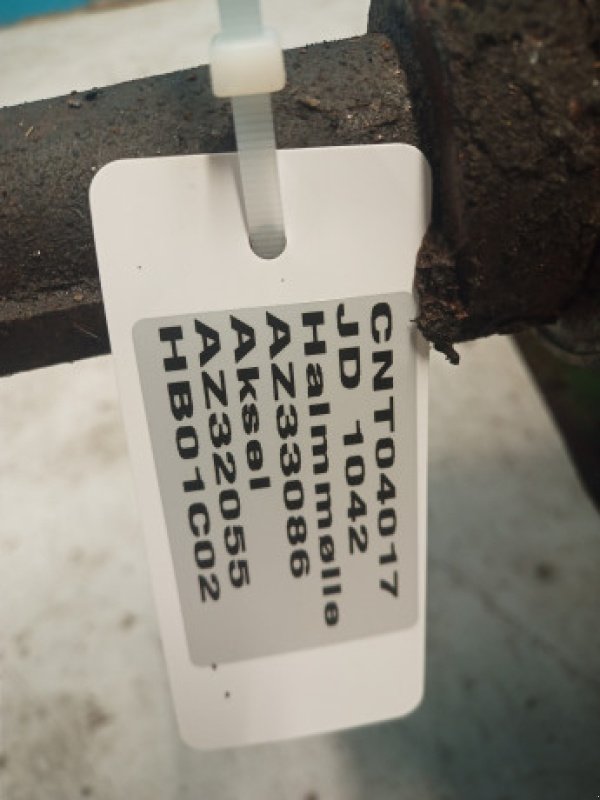 CNT04017
JD 1042
Halmmølle
AZ33086
Aksel
AZ32055
HB01C02